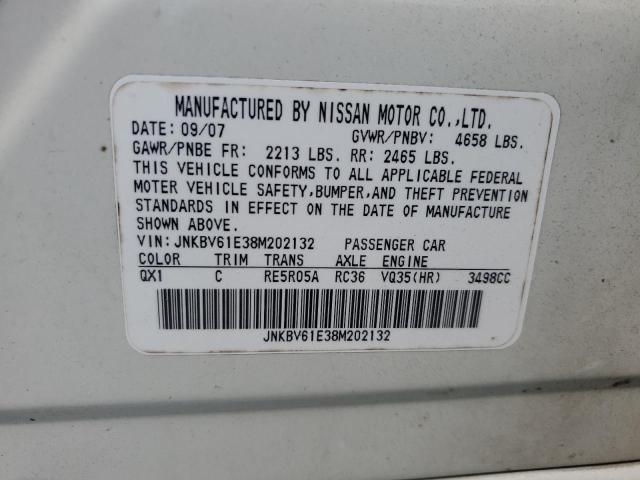 MANUFACTURED BY NISSAN MOTOR CO.,LTD.
DATE: 09/07 GVWR/PNBV: 4658 LBS.
GAWR/PNBE FR: 2213 LBS. RR: 2465 LBS.
THIS VEHICLE CONFORMS TO ALL APPLICABLE FEDERAL
MOTER VEHICLE SAFETY,BUMPER,AND THEFT PREVENTION
STANDARDS IN EFFECT ON THE DATE OF MANUFACTURE
SHOWN ABOVE.
VIN: JNKBV61E38M202132 PASSENGER CAR
COLOR TRIM TRANS AXLE ENGINE
QX1 C RE5R05A RC36 VQ35(HR) 3498CC
JNKBV61E38M202132